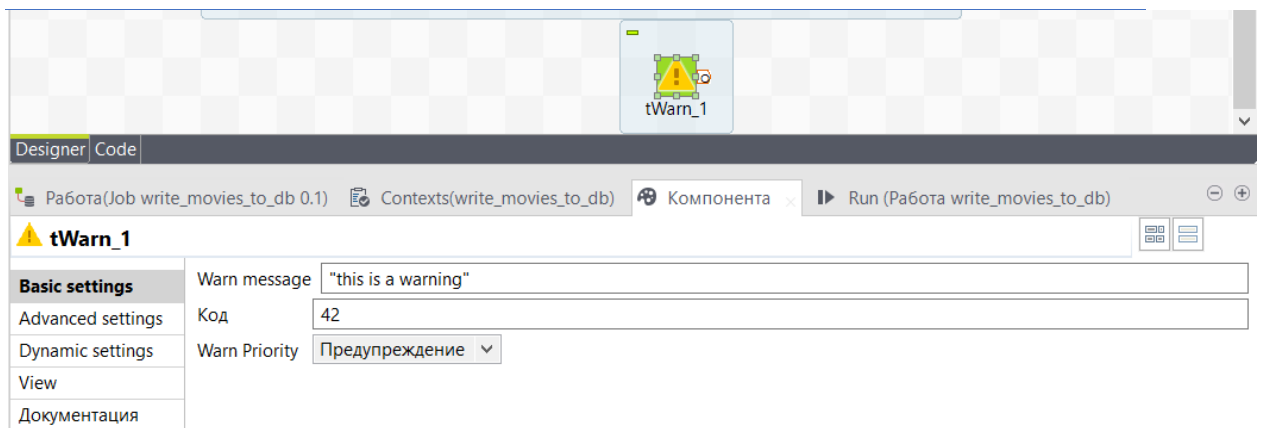 tWarn_1
Designer Code
Работа(Job write_movies_to_db 0.1) Contexts(write_movies_to_db) Компонента Run (Работа write_movies_to_db)
tWarn_1
Basic settings Warn message "this is a warning"
Advanced settings Код 42
Dynamic settings Warn Priority Предупреждение
View
Документация